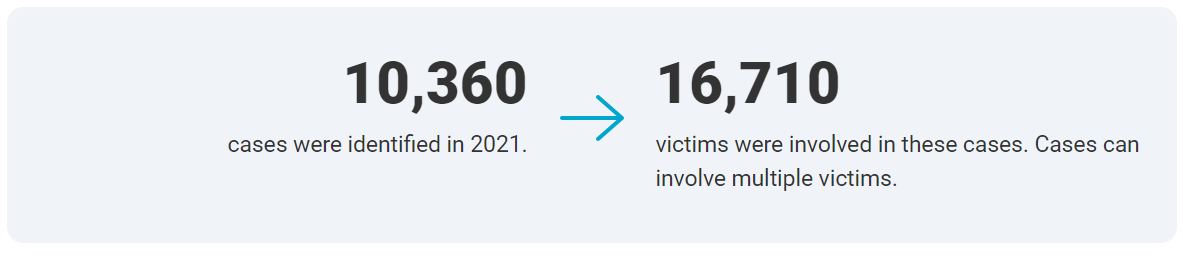 10,360
cases were identified in 2021.
16,710
victims were involved in these cases. Cases can
involve multiple victims.